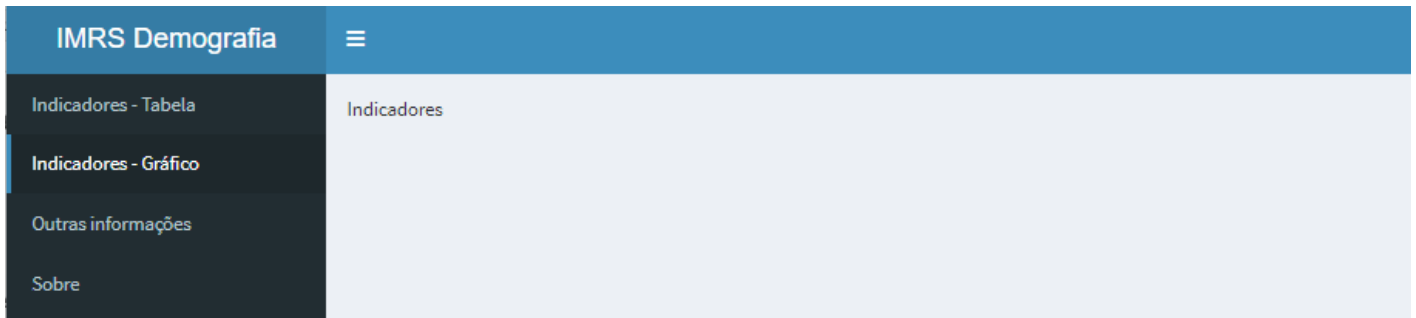 IMRS Demografia
Indicadores - Tabela
Indicadores - Gráfico
Outras informações
Sobre
Indicadores